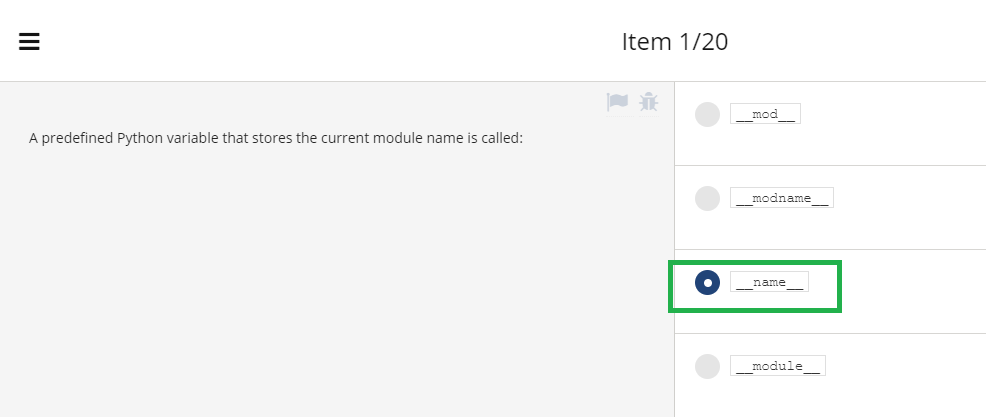 Item 1/20
A predefined Python variable that stores the current module name is called:
__mod__
__modname__
__name__
__module__